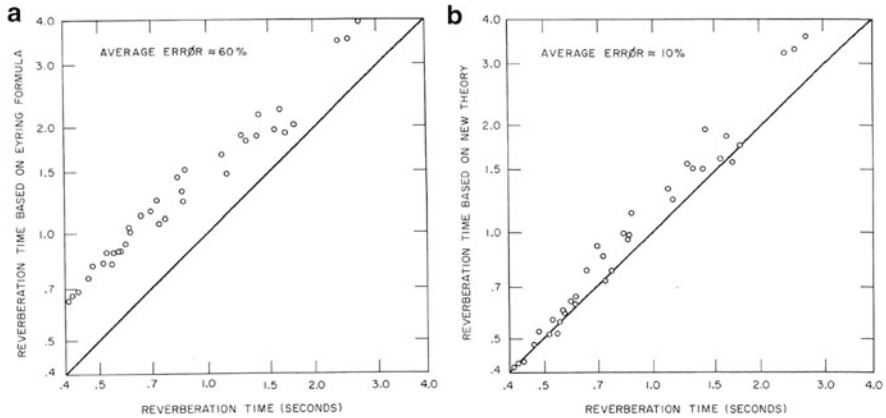 a
AVERAGE ERRØR ≈ 60%
REVERBERATION TIME BASED ON EYRING FORMULA
4.0
3.0
2.0
1.5
1.0
.7
.5
.4
.4 .5 0.7 1.0 1.5 2.0 3.0 4.0
REVERBERATION TIME (SECONDS)
b
AVERAGE ERRØR ≈ 10%
REVERBERATION TIME BASED ON NEW THEORY
4.0
3.0
2.0
1.5
1.0
.7
.5
.4
.4 0.5 0.7 1.0 1.5 2.0 3.0 4.0
REVERBERATION TIME (SECONDS)